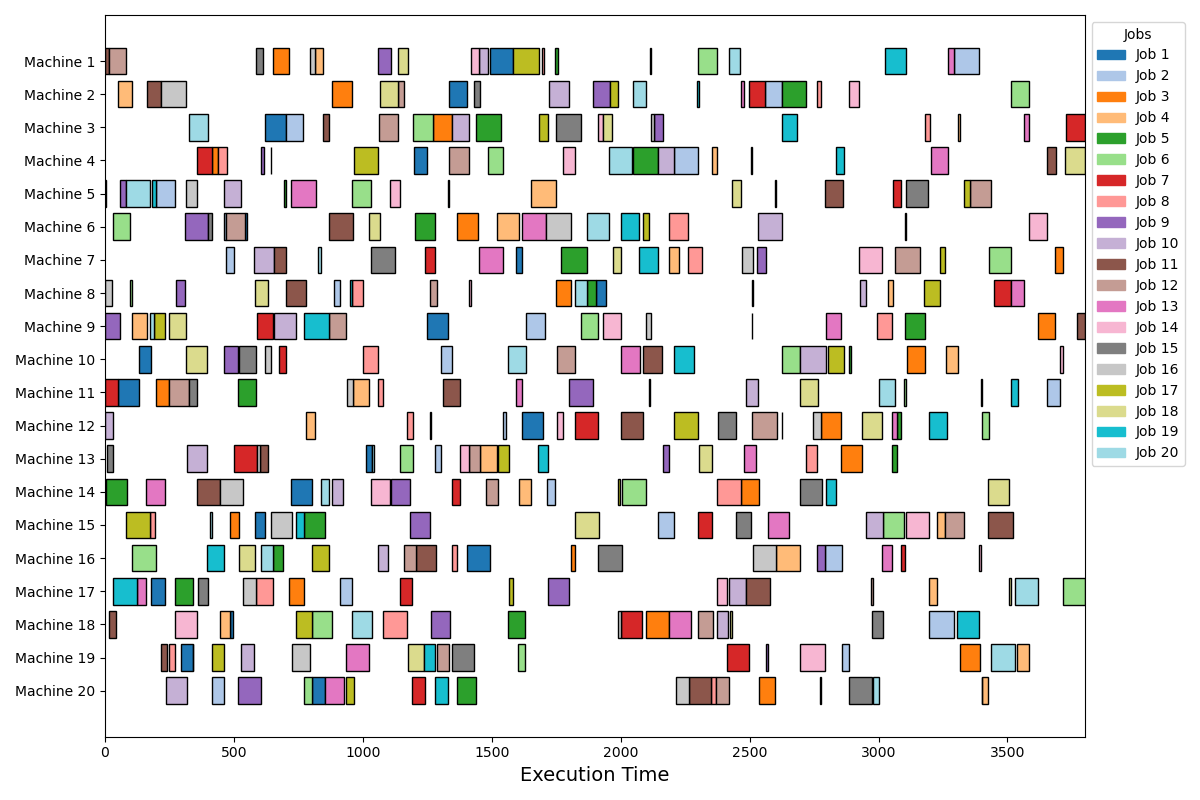 Machine 1
Machine 2
Machine 3
Machine 4
Machine 5
Machine 6
Machine 7
Machine 8
Machine 9
Machine 10
Machine 11
Machine 12
Machine 13
Machine 14
Machine 15
Machine 16
Machine 17
Machine 18
Machine 19
Machine 20
0 500 1000 1500 2000 2500 3000 3500
Execution Time
Jobs
Job 1
Job 2
Job 3
Job 4
Job 5
Job 6
Job 7
Job 8
Job 9
Job 10
Job 11
Job 12
Job 13
Job 14
Job 15
Job 16
Job 17
Job 18
Job 19
Job 20